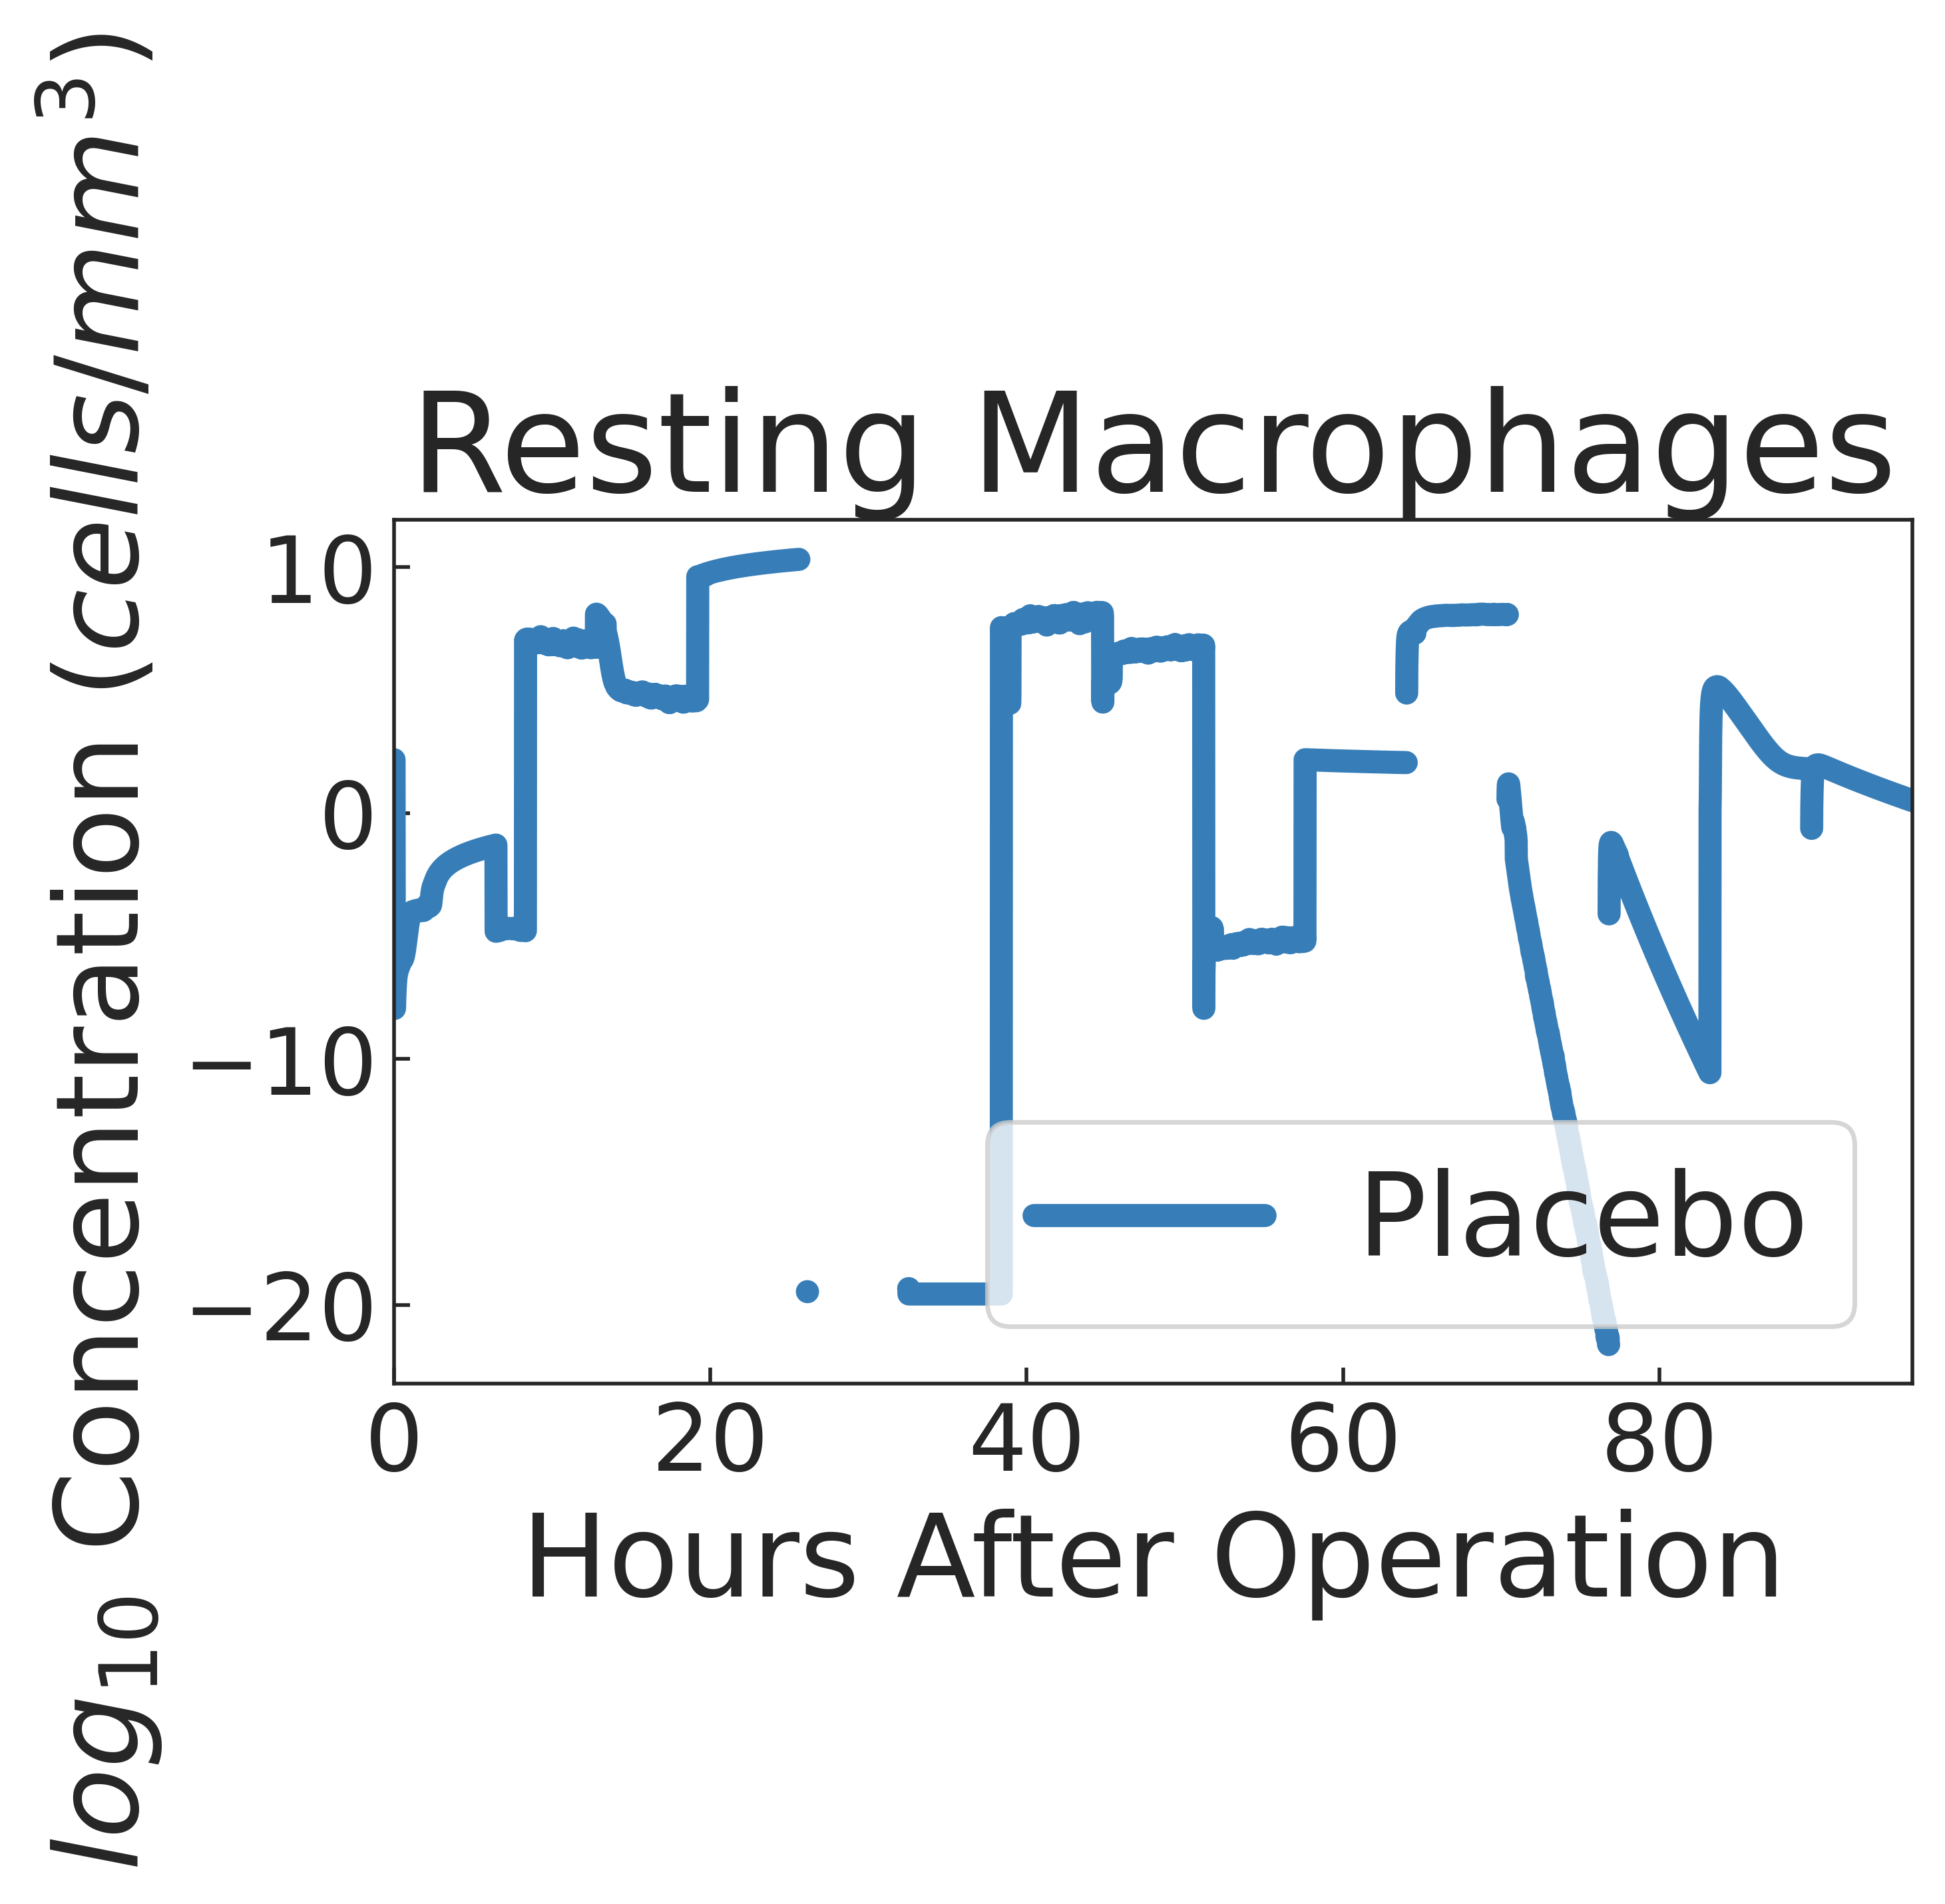 Resting Macrophages
log₁₀ Concentration (cells/mm³)
10
0
−10
−20
Placebo
0 20 40 60 80
Hours After Operation